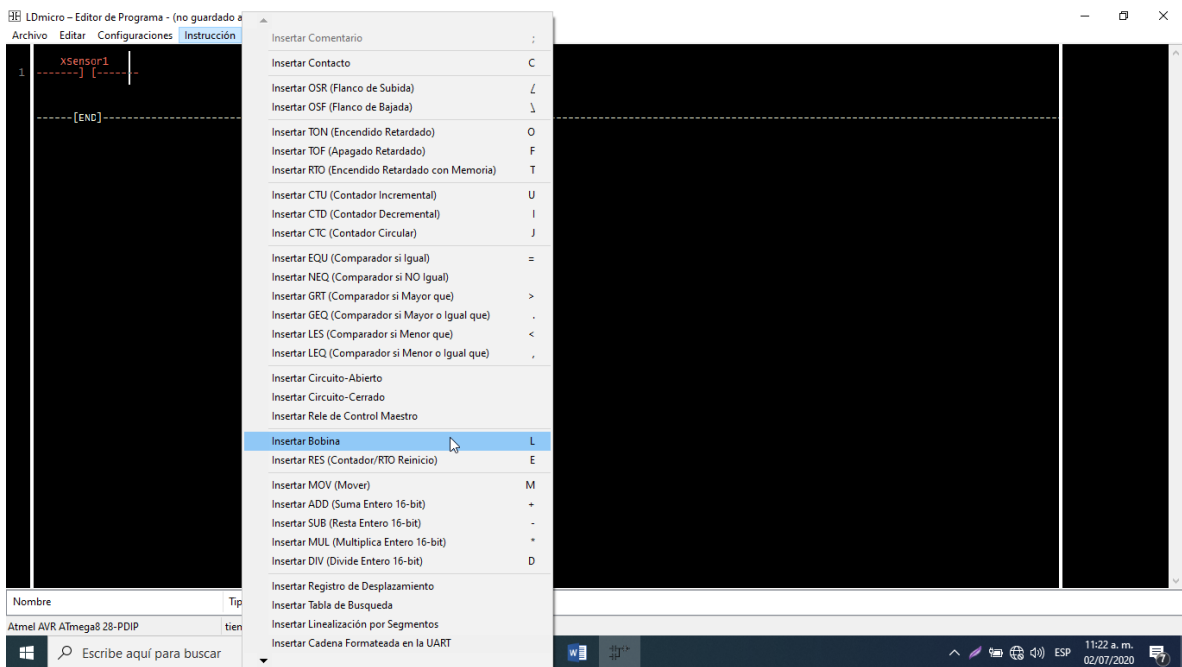 LDmicro – Editor de Programa - (no guardado a
Archivo Editar Configuraciones Instrucción
XSensor1
1 -------] [------
------[END]------
Insertar Comentario ;
Insertar Contacto C
Insertar OSR (Flanco de Subida) /
Insertar OSF (Flanco de Bajada) \
Insertar TON (Encendido Retardado) O
Insertar TOF (Apagado Retardado) F
Insertar RTO (Encendido Retardado con Memoria) T
Insertar CTU (Contador Incremental) U
Insertar CTD (Contador Decremental) I
Insertar CTC (Contador Circular) J
Insertar EQU (Comparador si Igual) =
Insertar NEQ (Comparador si NO Igual)
Insertar GRT (Comparador si Mayor que) >
Insertar GEQ (Comparador si Mayor o Igual que) .
Insertar LES (Comparador si Menor que) <
Insertar LEQ (Comparador si Menor o Igual que) ,
Insertar Circuito-Abierto
Insertar Circuito-Cerrado
Insertar Rele de Control Maestro
Insertar Bobina L
Insertar RES (Contador/RTO Reinicio) E
Insertar MOV (Mover) M
Insertar ADD (Suma Entero 16-bit) +
Insertar SUB (Resta Entero 16-bit) -
Insertar MUL (Multiplica Entero 16-bit) *
Insertar DIV (Divide Entero 16-bit) D
Insertar Registro de Desplazamiento
Insertar Tabla de Busqueda
Insertar Linealización por Segmentos
Insertar Cadena Formateada en la UART
Nombre Tip
Atmel AVR ATmega8 28-PDIP tien
Escribe aquí para buscar
ESP
11:22 a. m.
02/07/2020
7